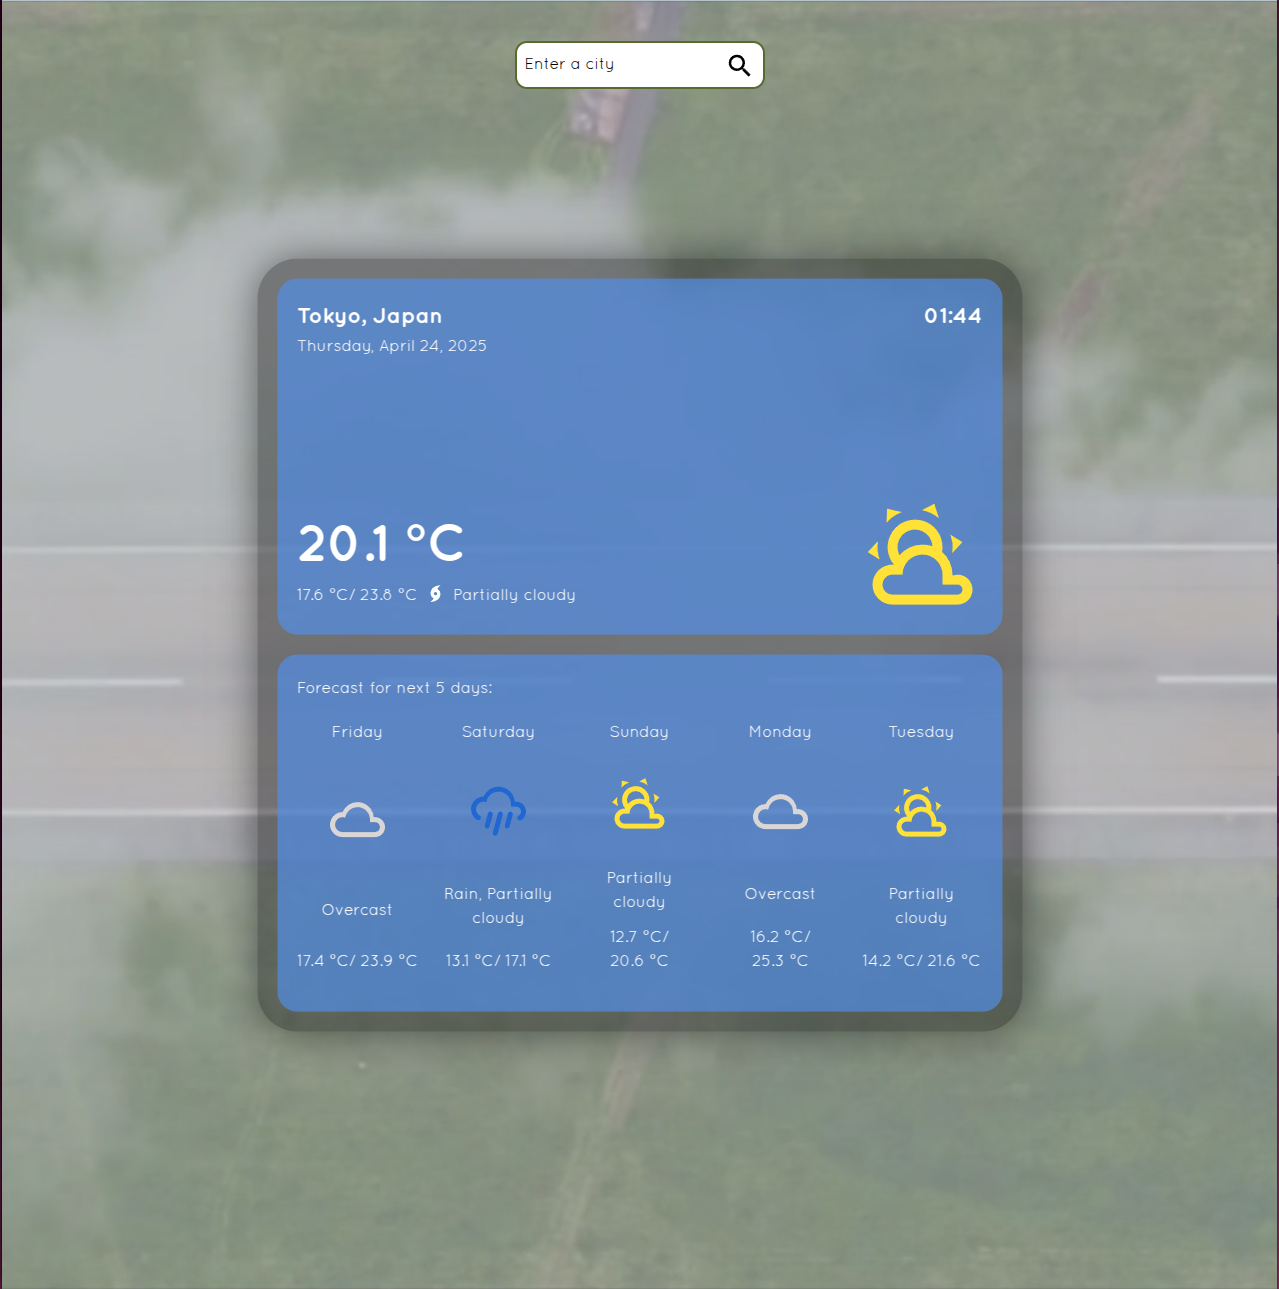 Enter a city
Tokyo, Japan
01:44
Thursday, April 24, 2025
20.1 °C
17.6 °C/ 23.8 °C
Partially cloudy
Forecast for next 5 days:
Friday
Saturday
Sunday
Monday
Tuesday
Overcast
Rain, Partially
cloudy
Partially
cloudy
Overcast
Partially
cloudy
17.4 °C/ 23.9 °C
13.1 °C/ 17.1 °C
12.7 °C/
20.6 °C
16.2 °C/
25.3 °C
14.2 °C/ 21.6 °C